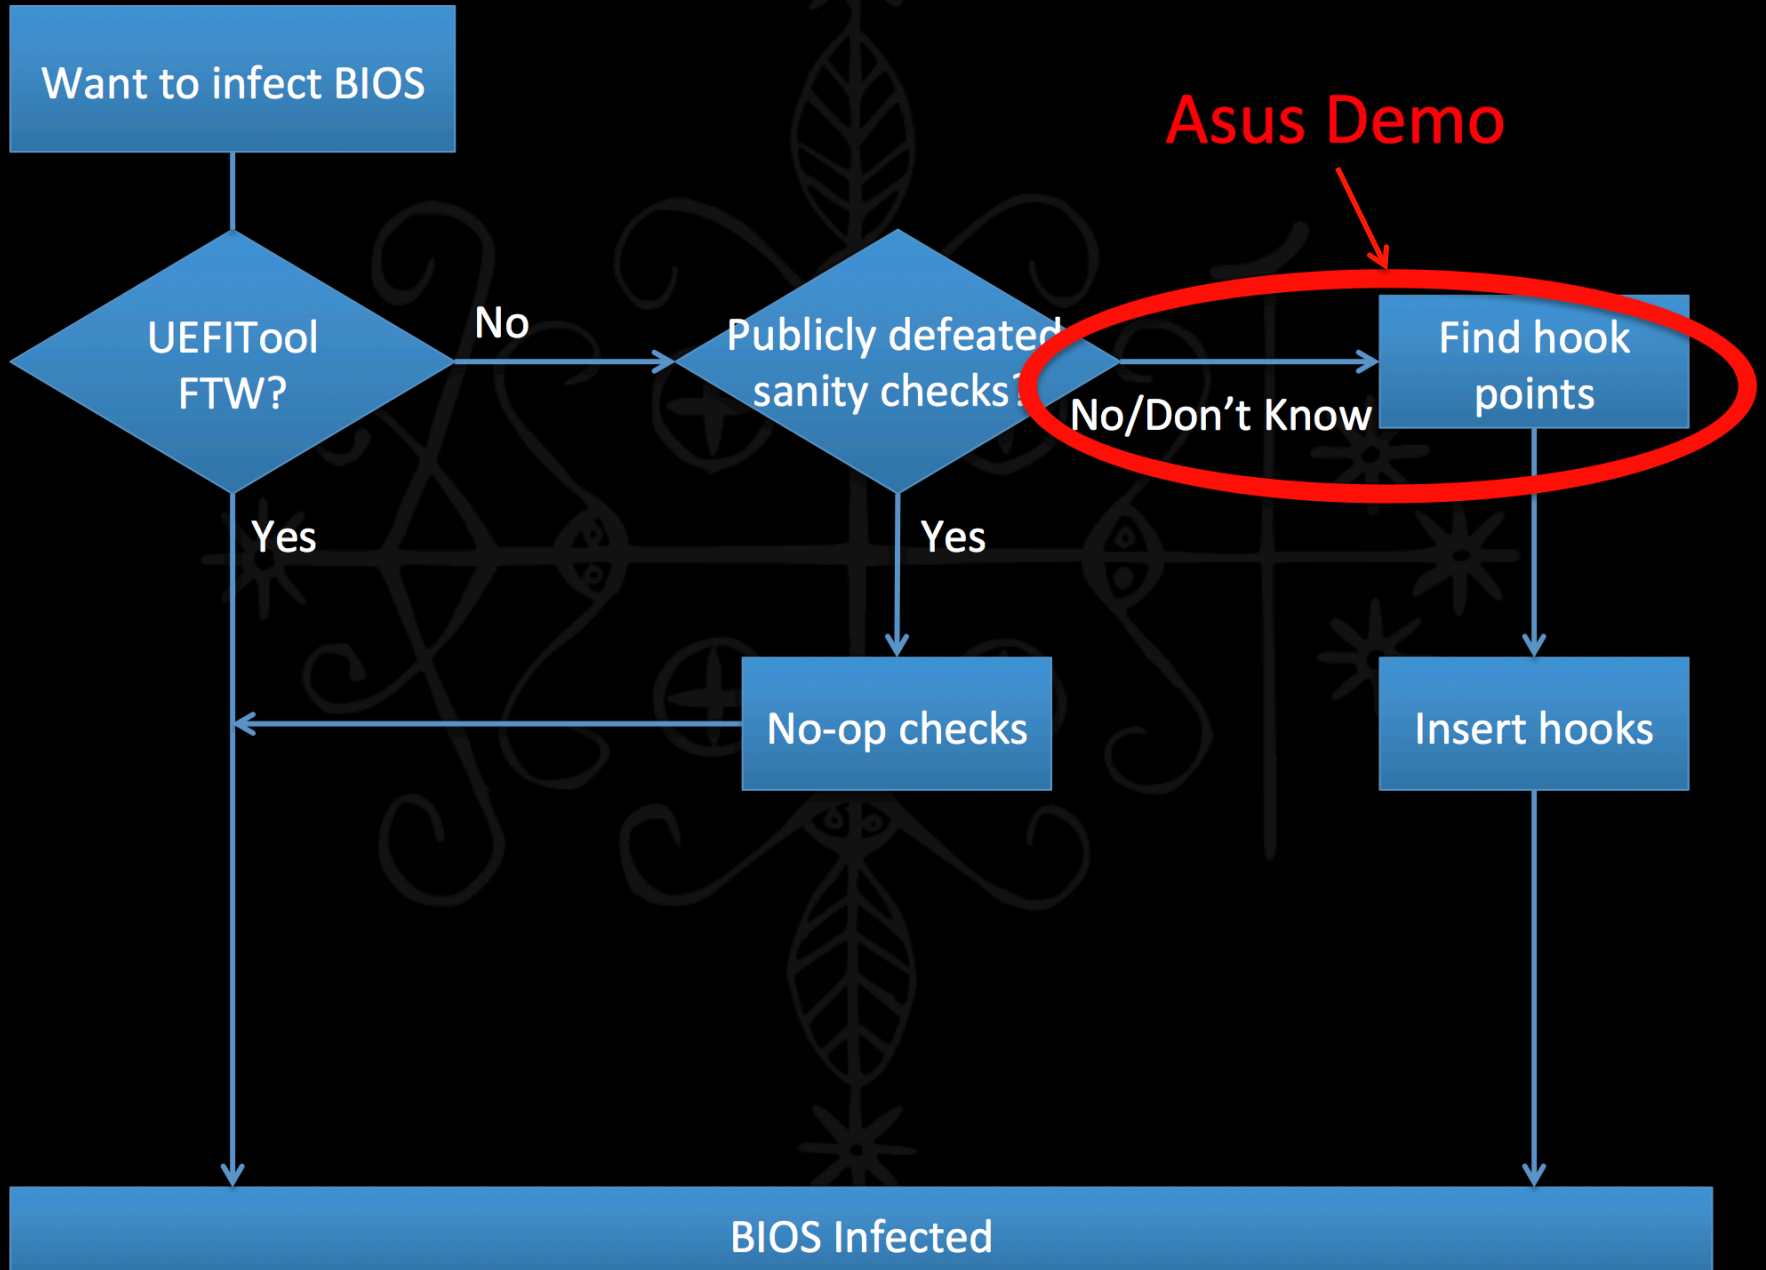 Want to infect BIOS
Asus Demo
UEFITool
FTW?
No
Publicly defeated
sanity checks?
No/Don’t Know
Find hook
points
Yes
Yes
No-op checks
Insert hooks
BIOS Infected